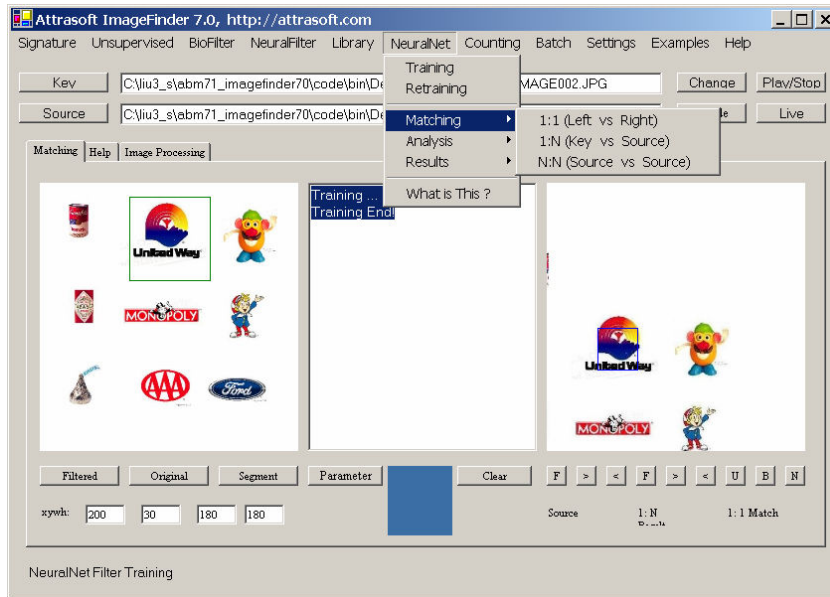 Attrasoft ImageFinder 7.0, http://attrasoft.com
Signature Unsupervised BioFilter NeuralFilter Library NeuralNet Counting Batch Settings Examples Help
Training
Retraining
Key C:\liu3_s\abm71_imagefinder70\code\bin\De MAGE002.JPG Change Play/Stop
Source C:\liu3_s\abm71_imagefinder70\code\bin\De Live
Matching 1:1 (Left vs Right)
Analysis 1:N (Key vs Source)
Results N:N (Source vs Source)
What is This ?
Matching Help Image Processing
Training ...
Training End!
United Way
MONOPOLY
AAA Ford
United Way
MONOPOLY
Filtered Original Segment Parameter Clear F > < F > < U B N
xywh: 200 30 180 180 Source 1: N 1: 1 Match
NeuralNet Filter Training